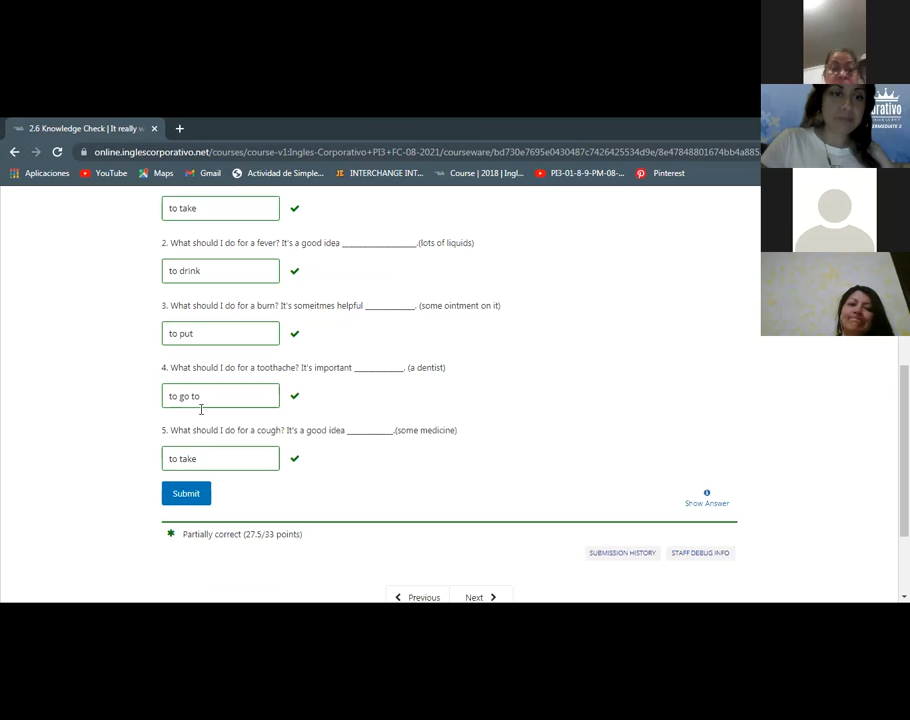 2.6 Knowledge Check | It really w
online.inglescorporativo.net/courses/course-v1:Ingles-Corporativo+PI3+FC-08-2021/courseware/bd730e7695e0430487c7426425534d9e/8e47848801674bb4a885
Aplicaciones YouTube Maps Gmail Actividad de Simple... INTERCHANGE INT... Course | 2018 | Ingl... PI3-01-8-9-PM-08-... Pinterest
to take
2. What should I do for a fever? It's a good idea __________________.(lots of liquids)
to drink
3. What should I do for a burn? It's someitmes helpful ____________. (some ointment on it)
to put
4. What should I do for a toothache? It's important ____________. (a dentist)
to go to
5. What should I do for a cough? It's a good idea ___________.(some medicine)
to take
Submit
Show Answer
Partially correct (27.5/33 points)
SUBMISSION HISTORY STAFF DEBUG INFO
Previous Next